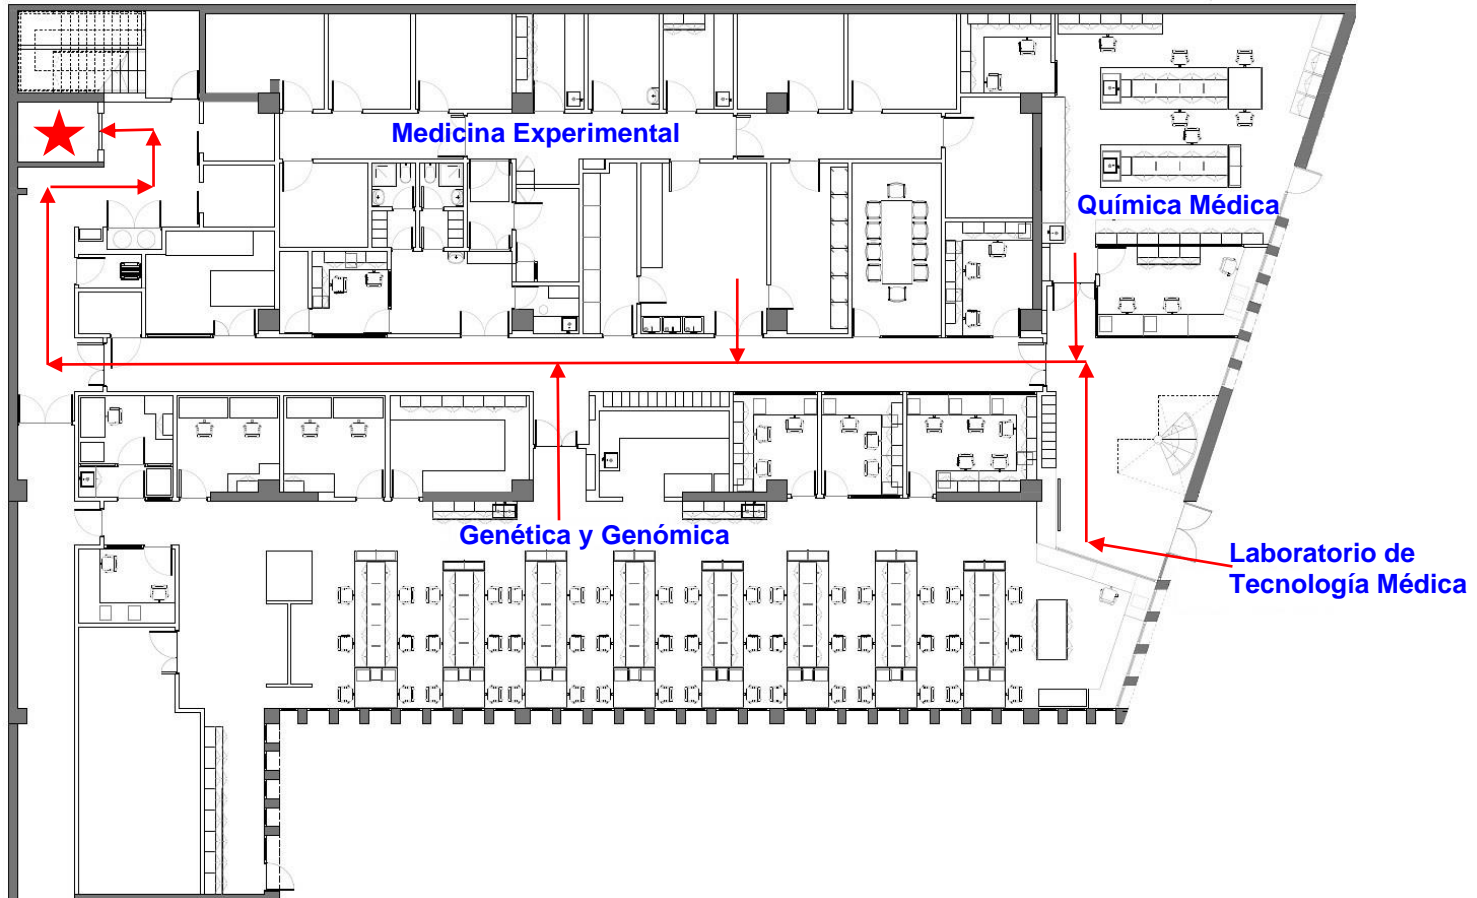 Medicina Experimental
Química Médica
Genética y Genómica
Laboratorio de
Tecnología Médica